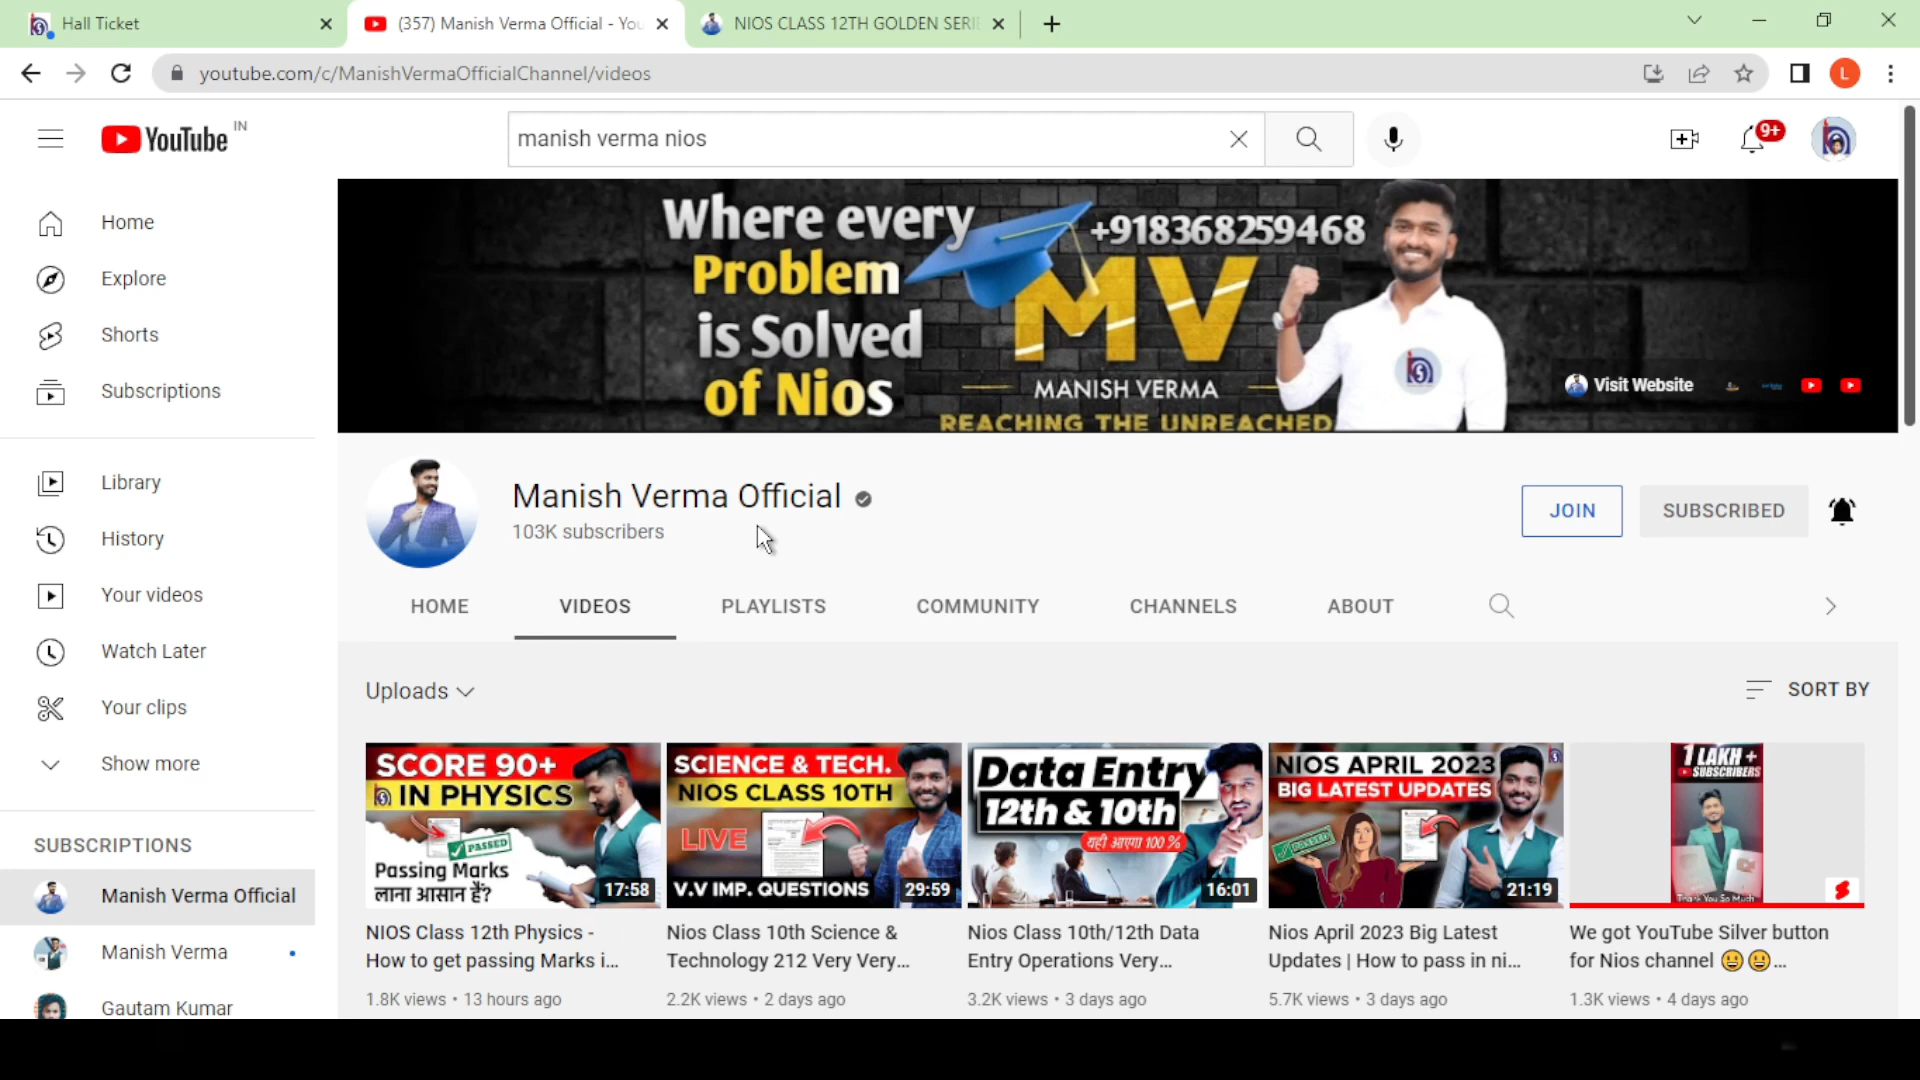 Hall Ticket
(357) Manish Verma Official - You
NIOS CLASS 12TH GOLDEN SERIE
youtube.com/c/ManishVermaOfficialChannel/videos
L
YouTube IN
manish verma nios
9+
Home
Explore
Shorts
Subscriptions
Library
History
Your videos
Watch Later
Your clips
Show more
SUBSCRIPTIONS
Manish Verma Official
Manish Verma
Gautam Kumar
Where every
Problem
is Solved
of Nios
+918368259468
MV
MANISH VERMA
REACHING THE UNREACHED
Visit Website
Manish Verma Official
103K subscribers
JOIN
SUBSCRIBED
HOME
VIDEOS
PLAYLISTS
COMMUNITY
CHANNELS
ABOUT
Uploads
SORT BY
SCORE 90+
IN PHYSICS
PASSED
Passing Marks
लाना आसान हैं?
17:58
NIOS Class 12th Physics -
How to get passing Marks i...
1.8K views • 13 hours ago
SCIENCE & TECH.
NIOS CLASS 10TH
LIVE
V.V IMP. QUESTIONS
29:59
Nios Class 10th Science &
Technology 212 Very Very...
2.2K views • 2 days ago
Data Entry
12th & 10th
यही आएगा 100 %
16:01
Nios Class 10th/12th Data
Entry Operations Very...
3.2K views • 3 days ago
NIOS APRIL 2023
BIG LATEST UPDATES
PASSED
21:19
Nios April 2023 Big Latest
Updates | How to pass in ni...
5.7K views • 3 days ago
1 LAKH +
SUBSCRIBERS
Thank You So Much
We got YouTube Silver button
for Nios channel 😀😀...
1.3K views • 4 days ago